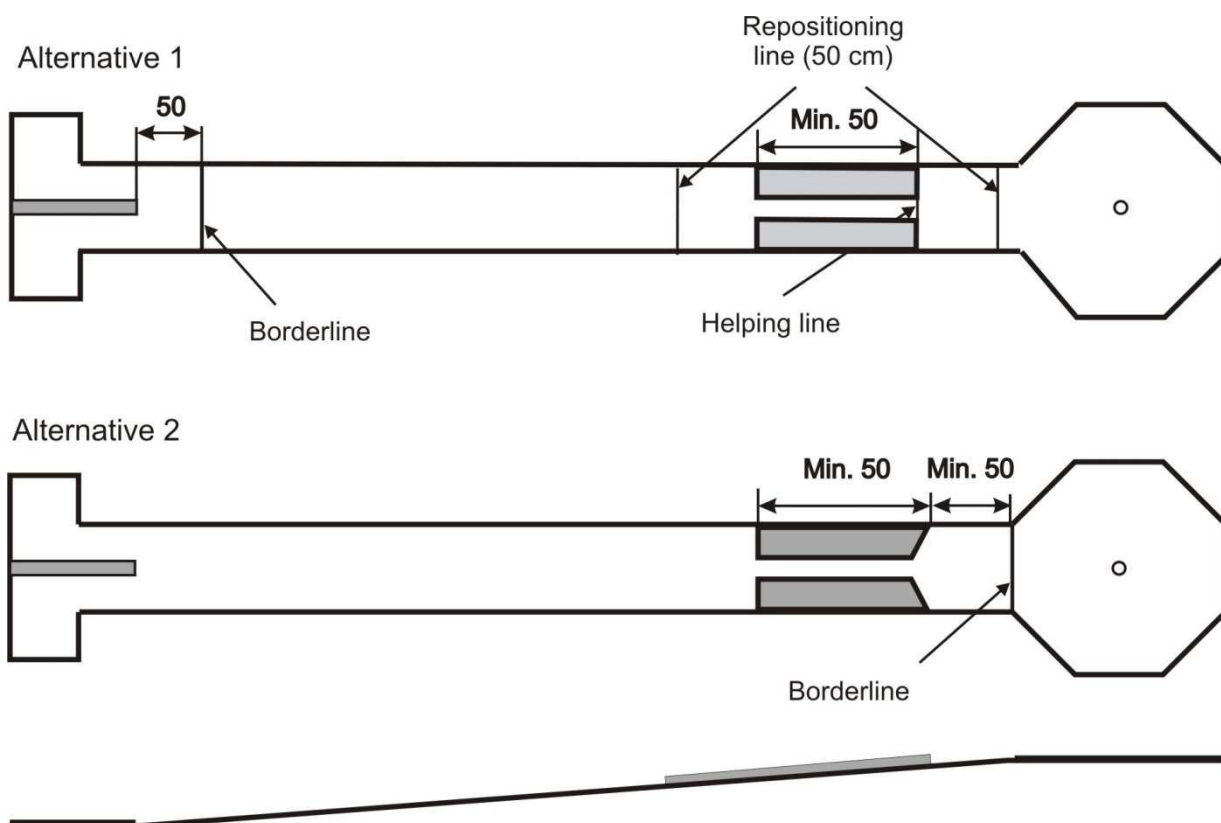 Alternative 1
Repositioning
line (50 cm)
50
Min. 50
Borderline
Helping line
Alternative 2
Min. 50
Min. 50
Borderline